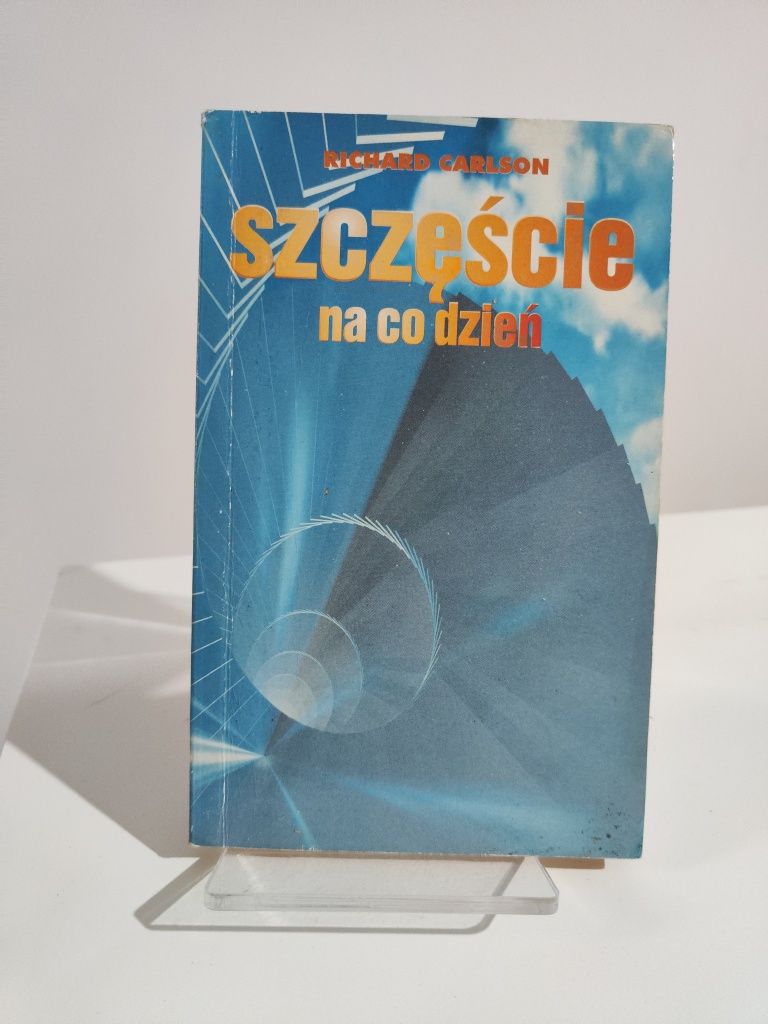 RICHARD CARLSON
szczęście
na co dzień